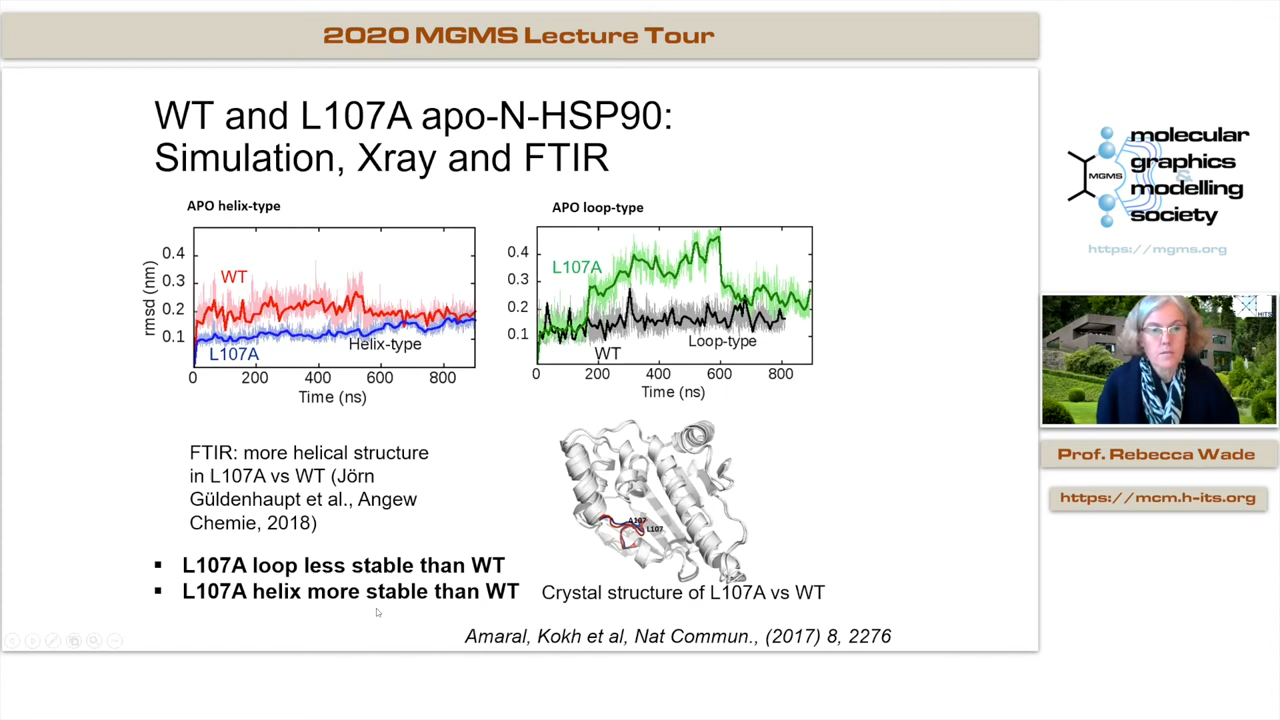 2020 MGMS Lecture Tour
WT and L107A apo-N-HSP90:
Simulation, Xray and FTIR
APO helix-type
rmsd (nm)
0.4
0.3
0.2
0.1
WT
L107A
Helix-type
0 200 400 600 800
Time (ns)
APO loop-type
0.4
0.3
0.2
0.1
L107A
WT
Loop-type
0 200 400 600 800
Time (ns)
FTIR: more helical structure
in L107A vs WT (Jörn
Güldenhaupt et al., Angew
Chemie, 2018)
A107
L107
▪ L107A loop less stable than WT
▪ L107A helix more stable than WT
Crystal structure of L107A vs WT
Amaral, Kokh et al, Nat Commun., (2017) 8, 2276
MGMS
molecular
graphics
&
modelling
society
https://mgms.org
HITS
Prof. Rebecca Wade
https://mcm.h-its.org